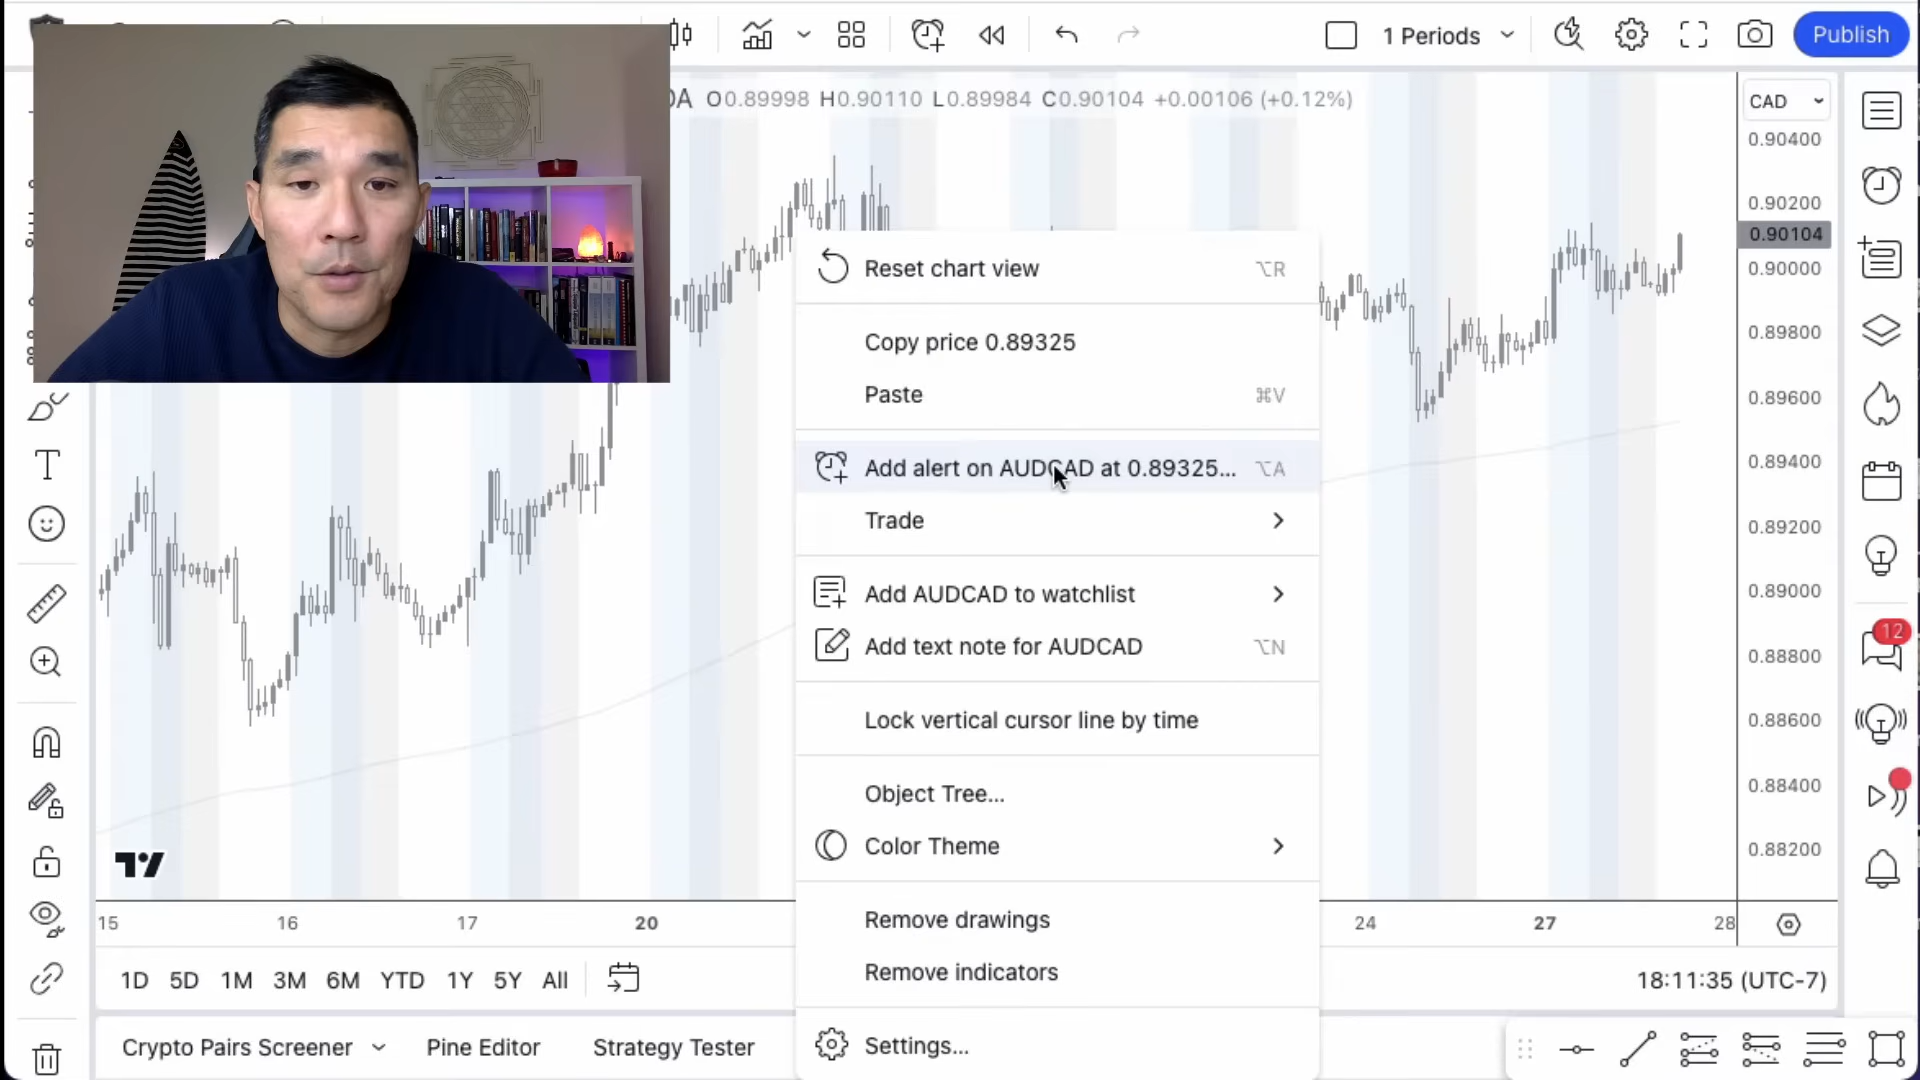 1 Periods
Publish
DA O0.89998 H0.90110 L0.89984 C0.90104 +0.00106 (+0.12%)
CAD
0.90400
0.90200
0.90104
0.90000
0.89800
0.89600
0.89400
0.89200
0.89000
0.88800
0.88600
0.88400
0.88200
Reset chart view ⌥R
Copy price 0.89325
Paste ⌘V
Add alert on AUDCAD at 0.89325... ⌥A
Trade
Add AUDCAD to watchlist
Add text note for AUDCAD ⌥N
Lock vertical cursor line by time
Object Tree...
Color Theme
Remove drawings
Remove indicators
Settings...
12
15 16 17 20 24 27 28
1D 5D 1M 3M 6M YTD 1Y 5Y All
18:11:35 (UTC-7)
Crypto Pairs Screener Pine Editor Strategy Tester